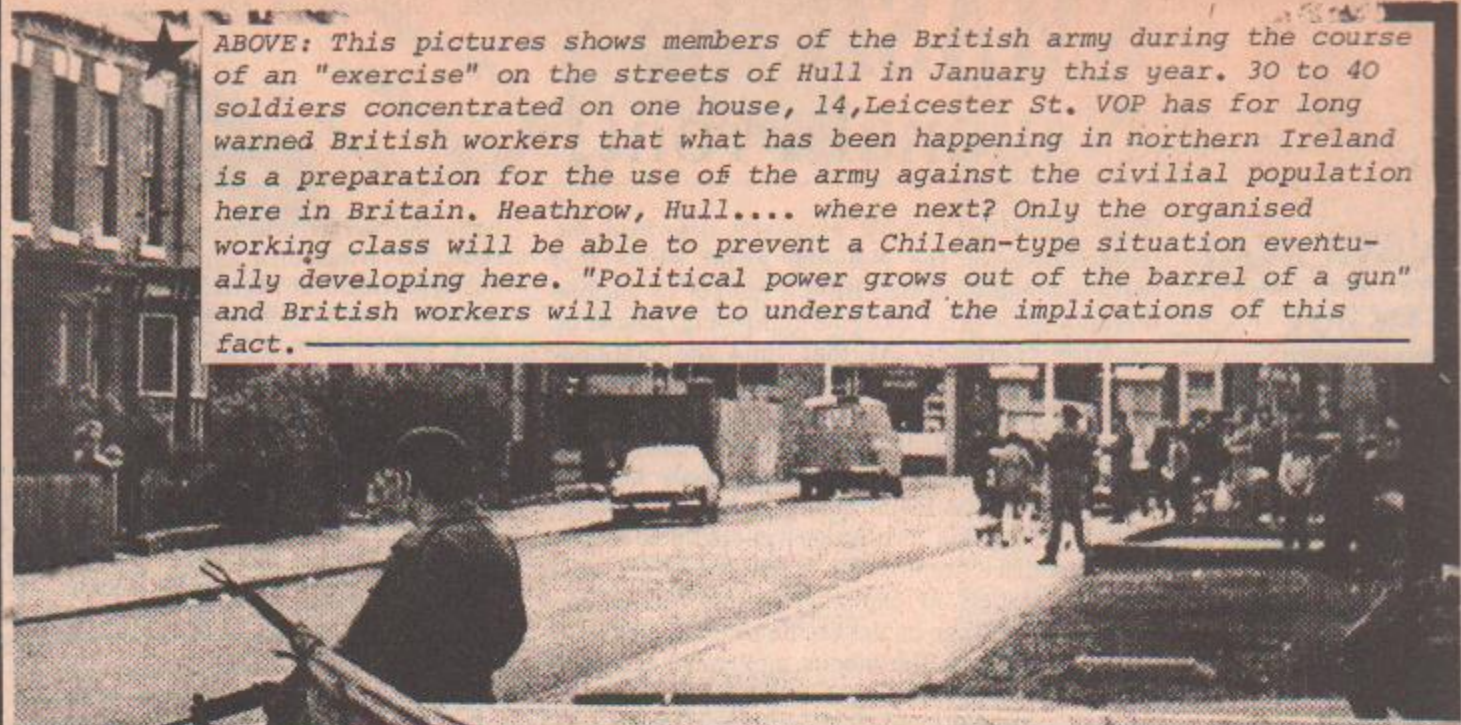 ABOVE: This pictures shows members of the British army during the course
of an "exercise" on the streets of Hull in January this year. 30 to 40
soldiers concentrated on one house, 14,Leicester St. VOP has for long
warned British workers that what has been happening in northern Ireland
is a preparation for the use of the army against the civilial population
here in Britain. Heathrow, Hull.... where next? Only the organised
working class will be able to prevent a Chilean-type situation eventu-
ally developing here. "Political power grows out of the barrel of a gun"
and British workers will have to understand the implications of this
fact.